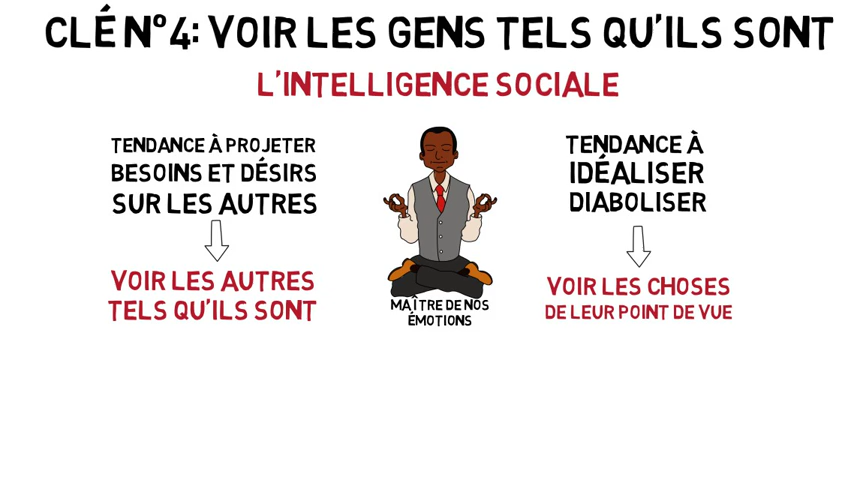 CLÉ N°4: VOIR LES GENS TELS QU'ILS SONT
L'INTELLIGENCE SOCIALE
TENDANCE À PROJETER
BESOINS ET DÉSIRS
SUR LES AUTRES
VOIR LES AUTRES
TELS QU'ILS SONT
MAÎTRE DE NOS
ÉMOTIONS
TENDANCE À
IDÉALISER
DIABOLISER
VOIR LES CHOSES
DE LEUR POINT DE VUE